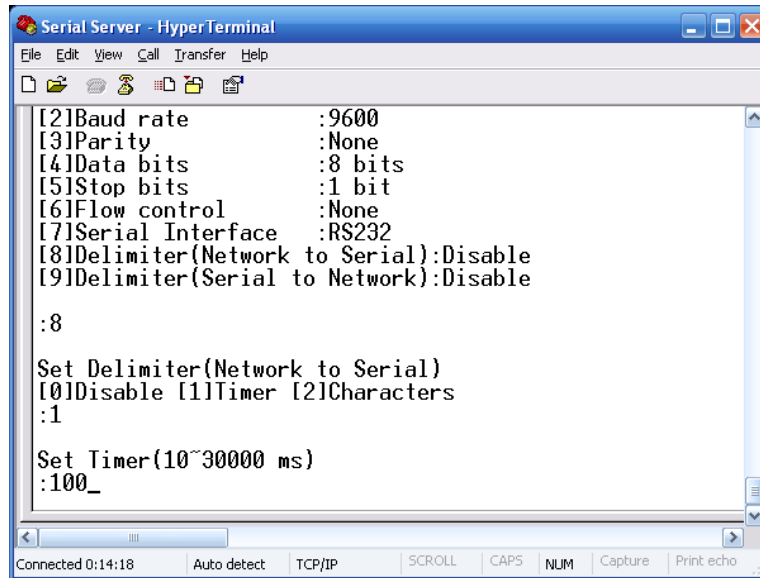 Serial Server - HyperTerminal
File Edit View Call Transfer Help
[2]Baud rate :9600
[3]Parity :None
[4]Data bits :8 bits
[5]Stop bits :1 bit
[6]Flow control :None
[7]Serial Interface :RS232
[8]Delimiter(Network to Serial):Disable
[9]Delimiter(Serial to Network):Disable
:8
Set Delimiter(Network to Serial)
[0]Disable [1]Timer [2]Characters
:1
Set Timer(10~30000 ms)
:100_
Connected 0:14:18 Auto detect TCP/IP SCROLL CAPS NUM Capture Print echo